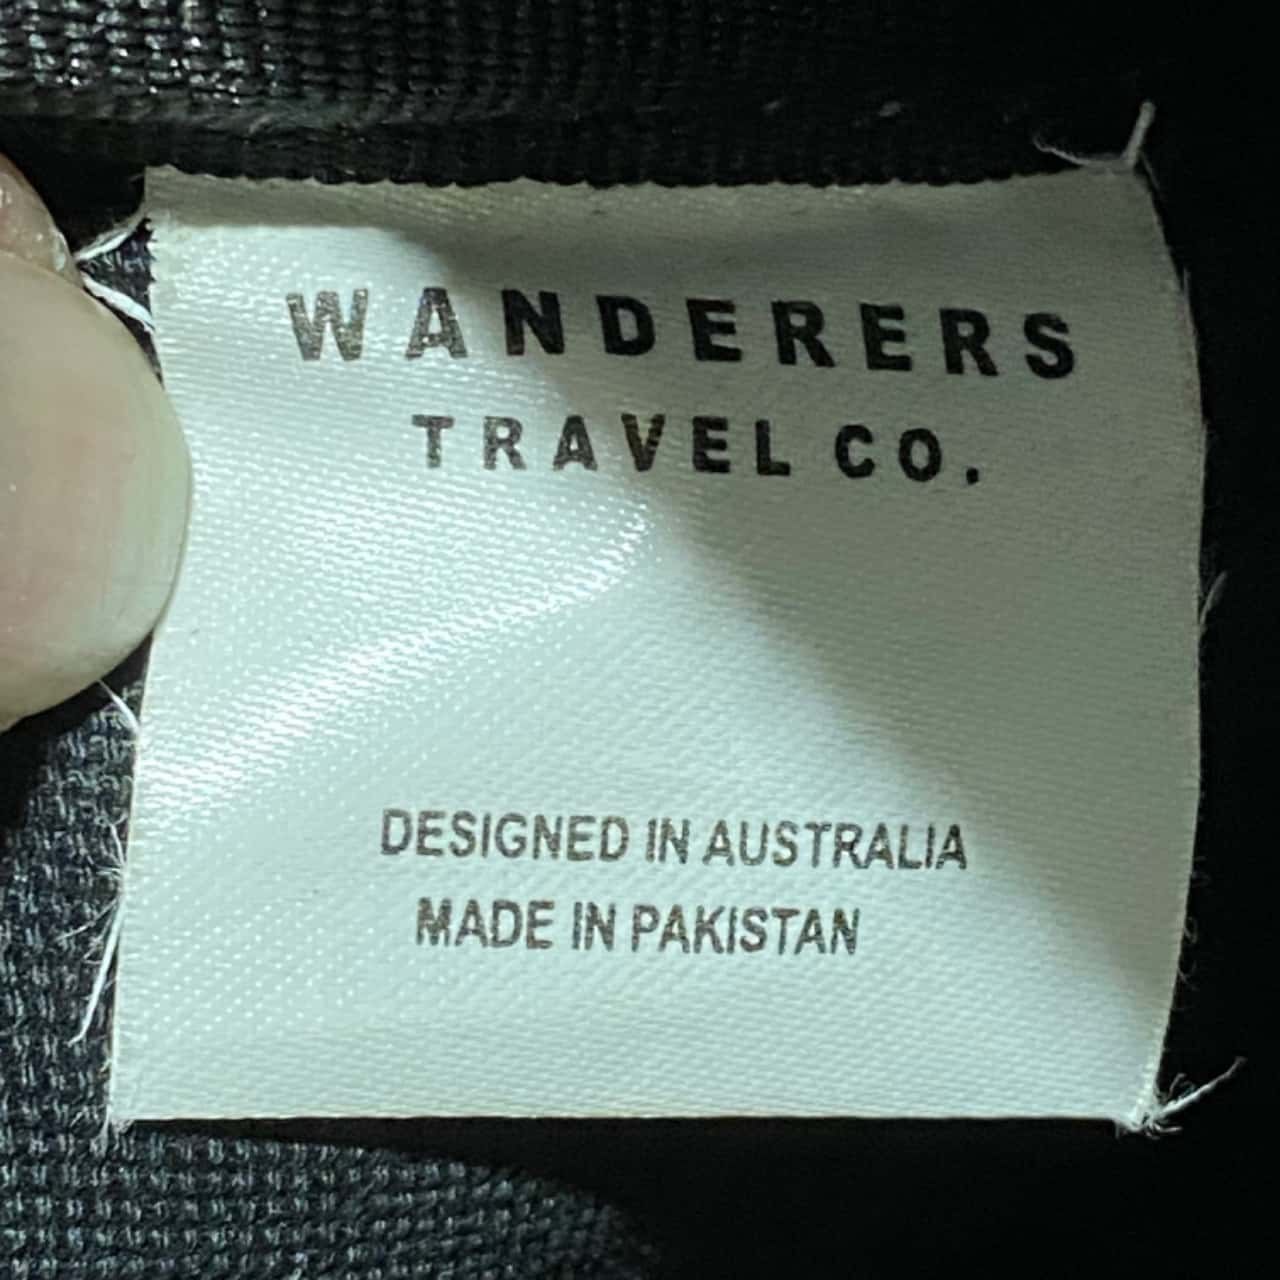 WANDERERS
TRAVEL CO.
DESIGNED IN AUSTRALIA
MADE IN PAKISTAN